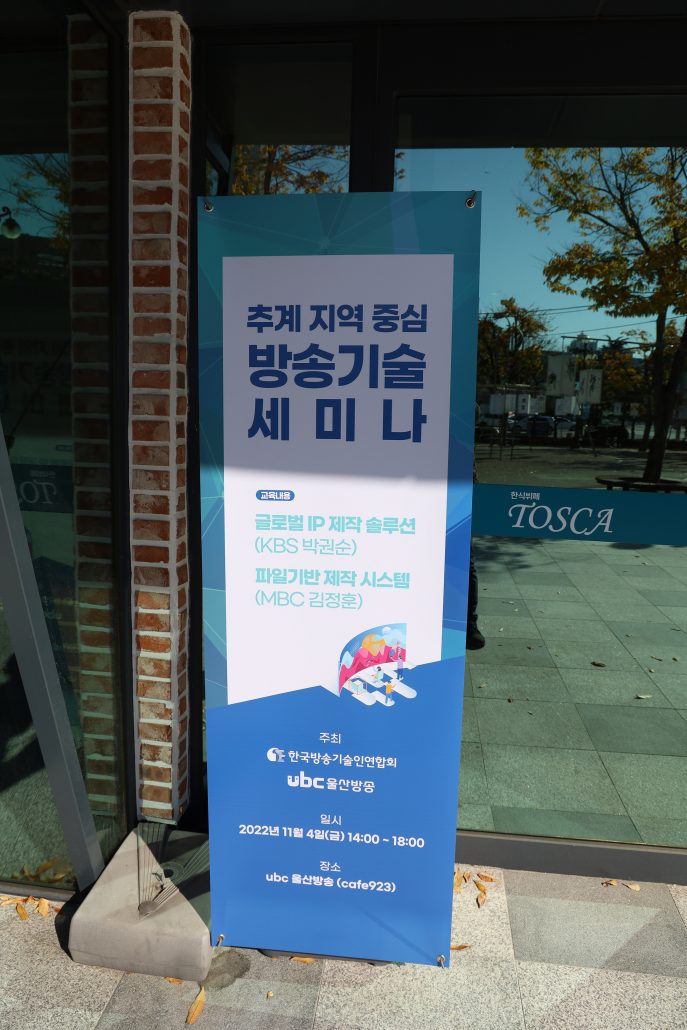 추계 지역 중심
방송기술
세미나
교육내용
글로벌 IP 제작 솔루션
(KBS 박권순)
파일기반 제작 시스템
(MBC 김정훈)
주최
한국방송기술인연합회
ubc 울산방송
일시
2022년 11월 4일(금) 14:00 ~ 18:00
장소
ubc 울산방송 (cafe923)
한식뷔페
TOSCA